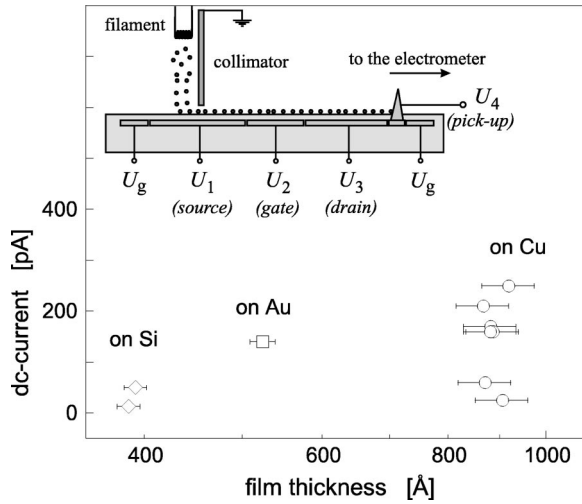 filament
collimator
to the electrometer
U4
(pick-up)
Ug U1 U2 U3 Ug
(source) (gate) (drain)
400
200
0
dc-current [pA]
on Si
on Au
on Cu
400 600 800 1000
film thickness [Å]